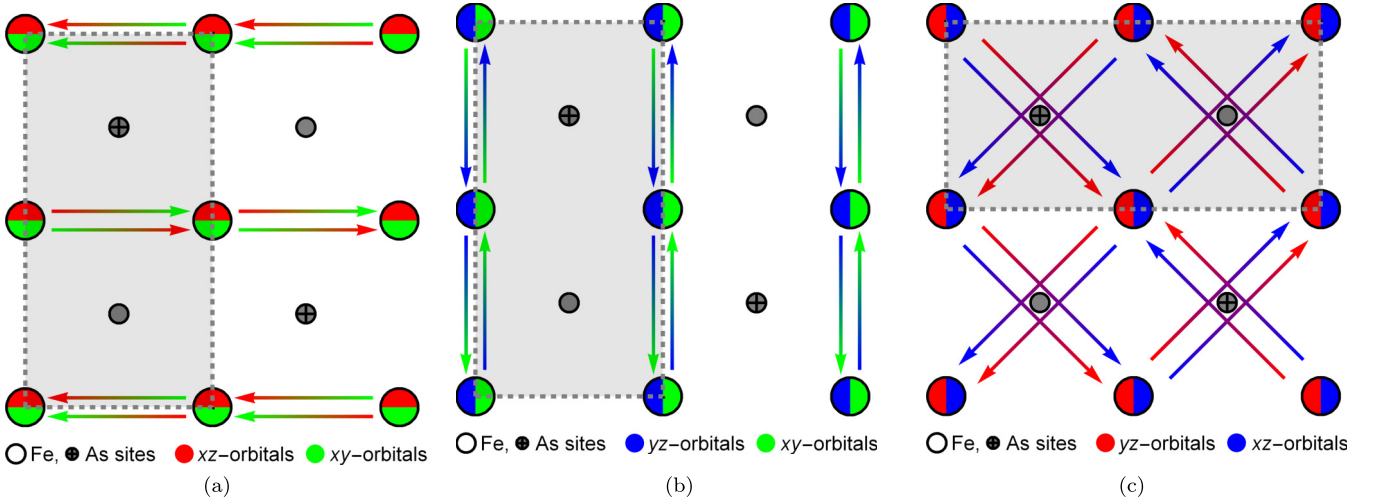 Fe, As sites xz-orbitals xy-orbitals
(a)
Fe, As sites yz-orbitals xy-orbitals
(b)
Fe, As sites yz-orbitals xz-orbitals
(c)